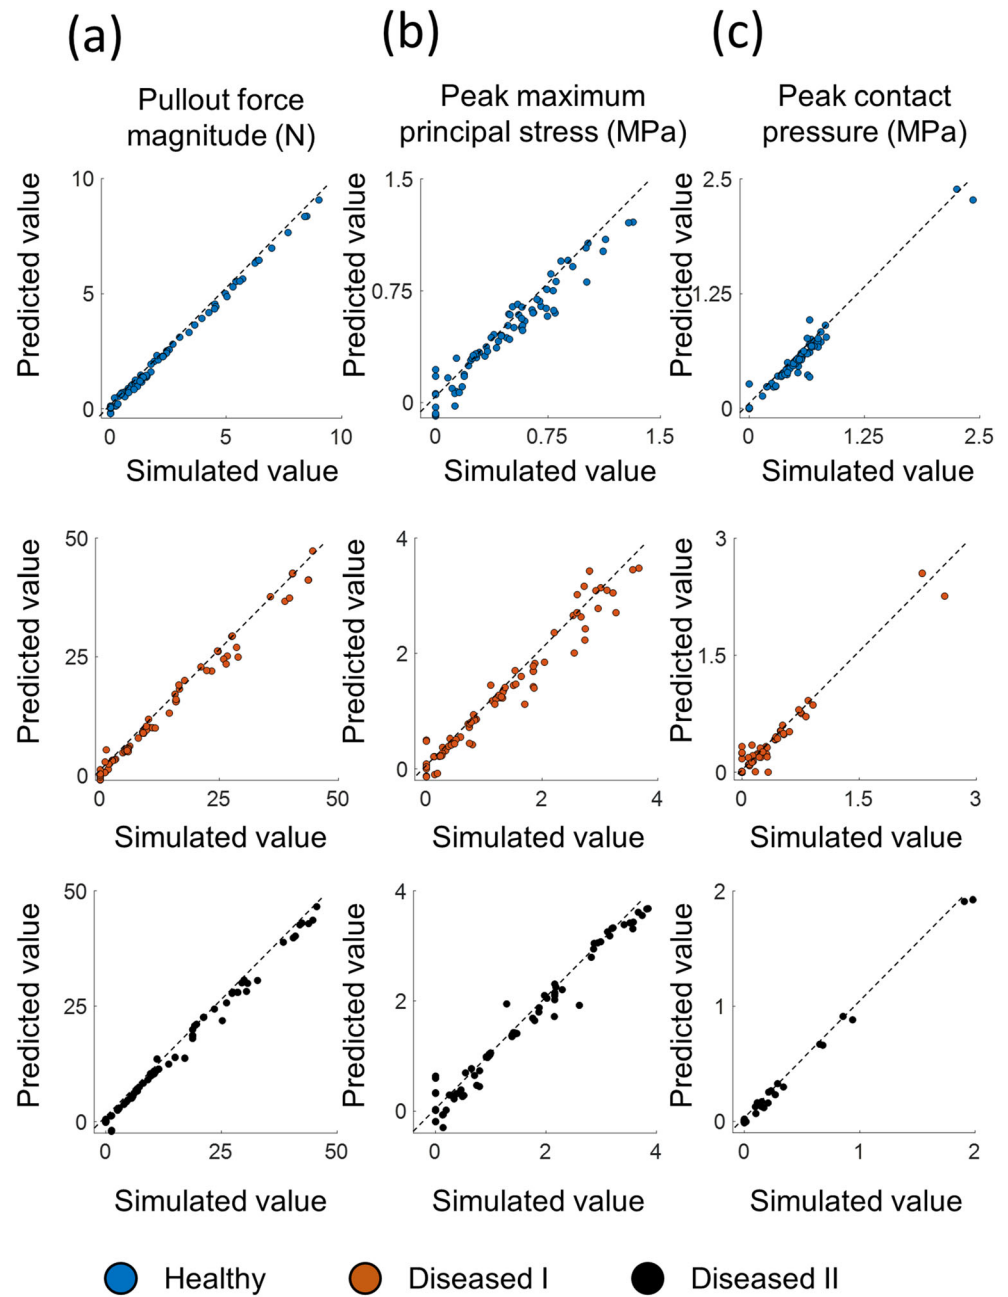 (a) (b) (c)
Pullout force magnitude (N)
Peak maximum principal stress (MPa)
Peak contact pressure (MPa)
Predicted value
10
5
0
0 5 10
Simulated value
Predicted value
1.5
0.75
0
0 0.75 1.5
Simulated value
Predicted value
2.5
1.25
0
0 1.25 2.5
Simulated value
Predicted value
50
25
0
0 25 50
Simulated value
Predicted value
4
2
0
0 2 4
Simulated value
Predicted value
3
1.5
0
0 1.5 3
Simulated value
Predicted value
50
25
0
0 25 50
Simulated value
Predicted value
4
2
0
0 2 4
Simulated value
Predicted value
2
1
0
0 1 2
Simulated value
Healthy Diseased I Diseased II